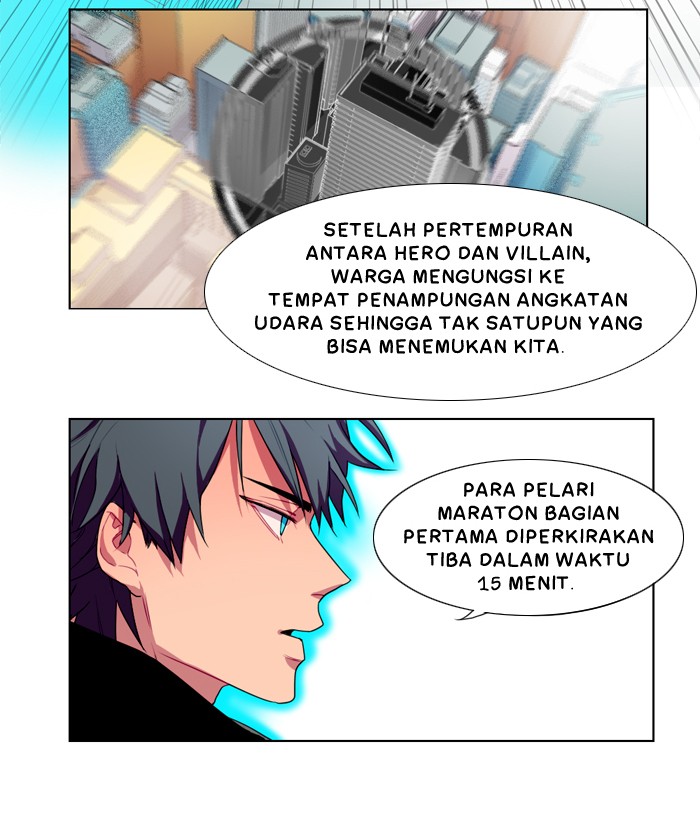 SETELAH PERTEMPURAN
ANTARA HERO DAN VILLAIN,
WARGA MENGUNGSI KE
TEMPAT PENAMPUNGAN ANGKATAN
UDARA SEHINGGA TAK SATUPUN YANG
BISA MENEMUKAN KITA.
PARA PELARI
MARATON BAGIAN
PERTAMA DIPERKIRAKAN
TIBA DALAM WAKTU
15 MENIT.